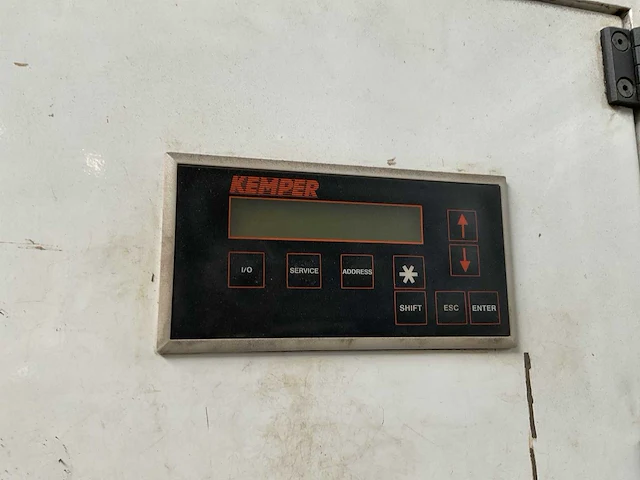 KEMPER
I/O SERVICE ADDRESS *
SHIFT ESC ENTER